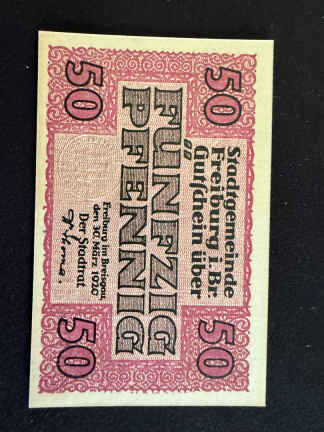 50 50
Stadtgemeinde
Freiburg i. Br.
Gutschein über
FÜNFZIG
PFENNIG
Freiburg im Breisgau,
den 30. März 1920
Der Stadtrat
50 50